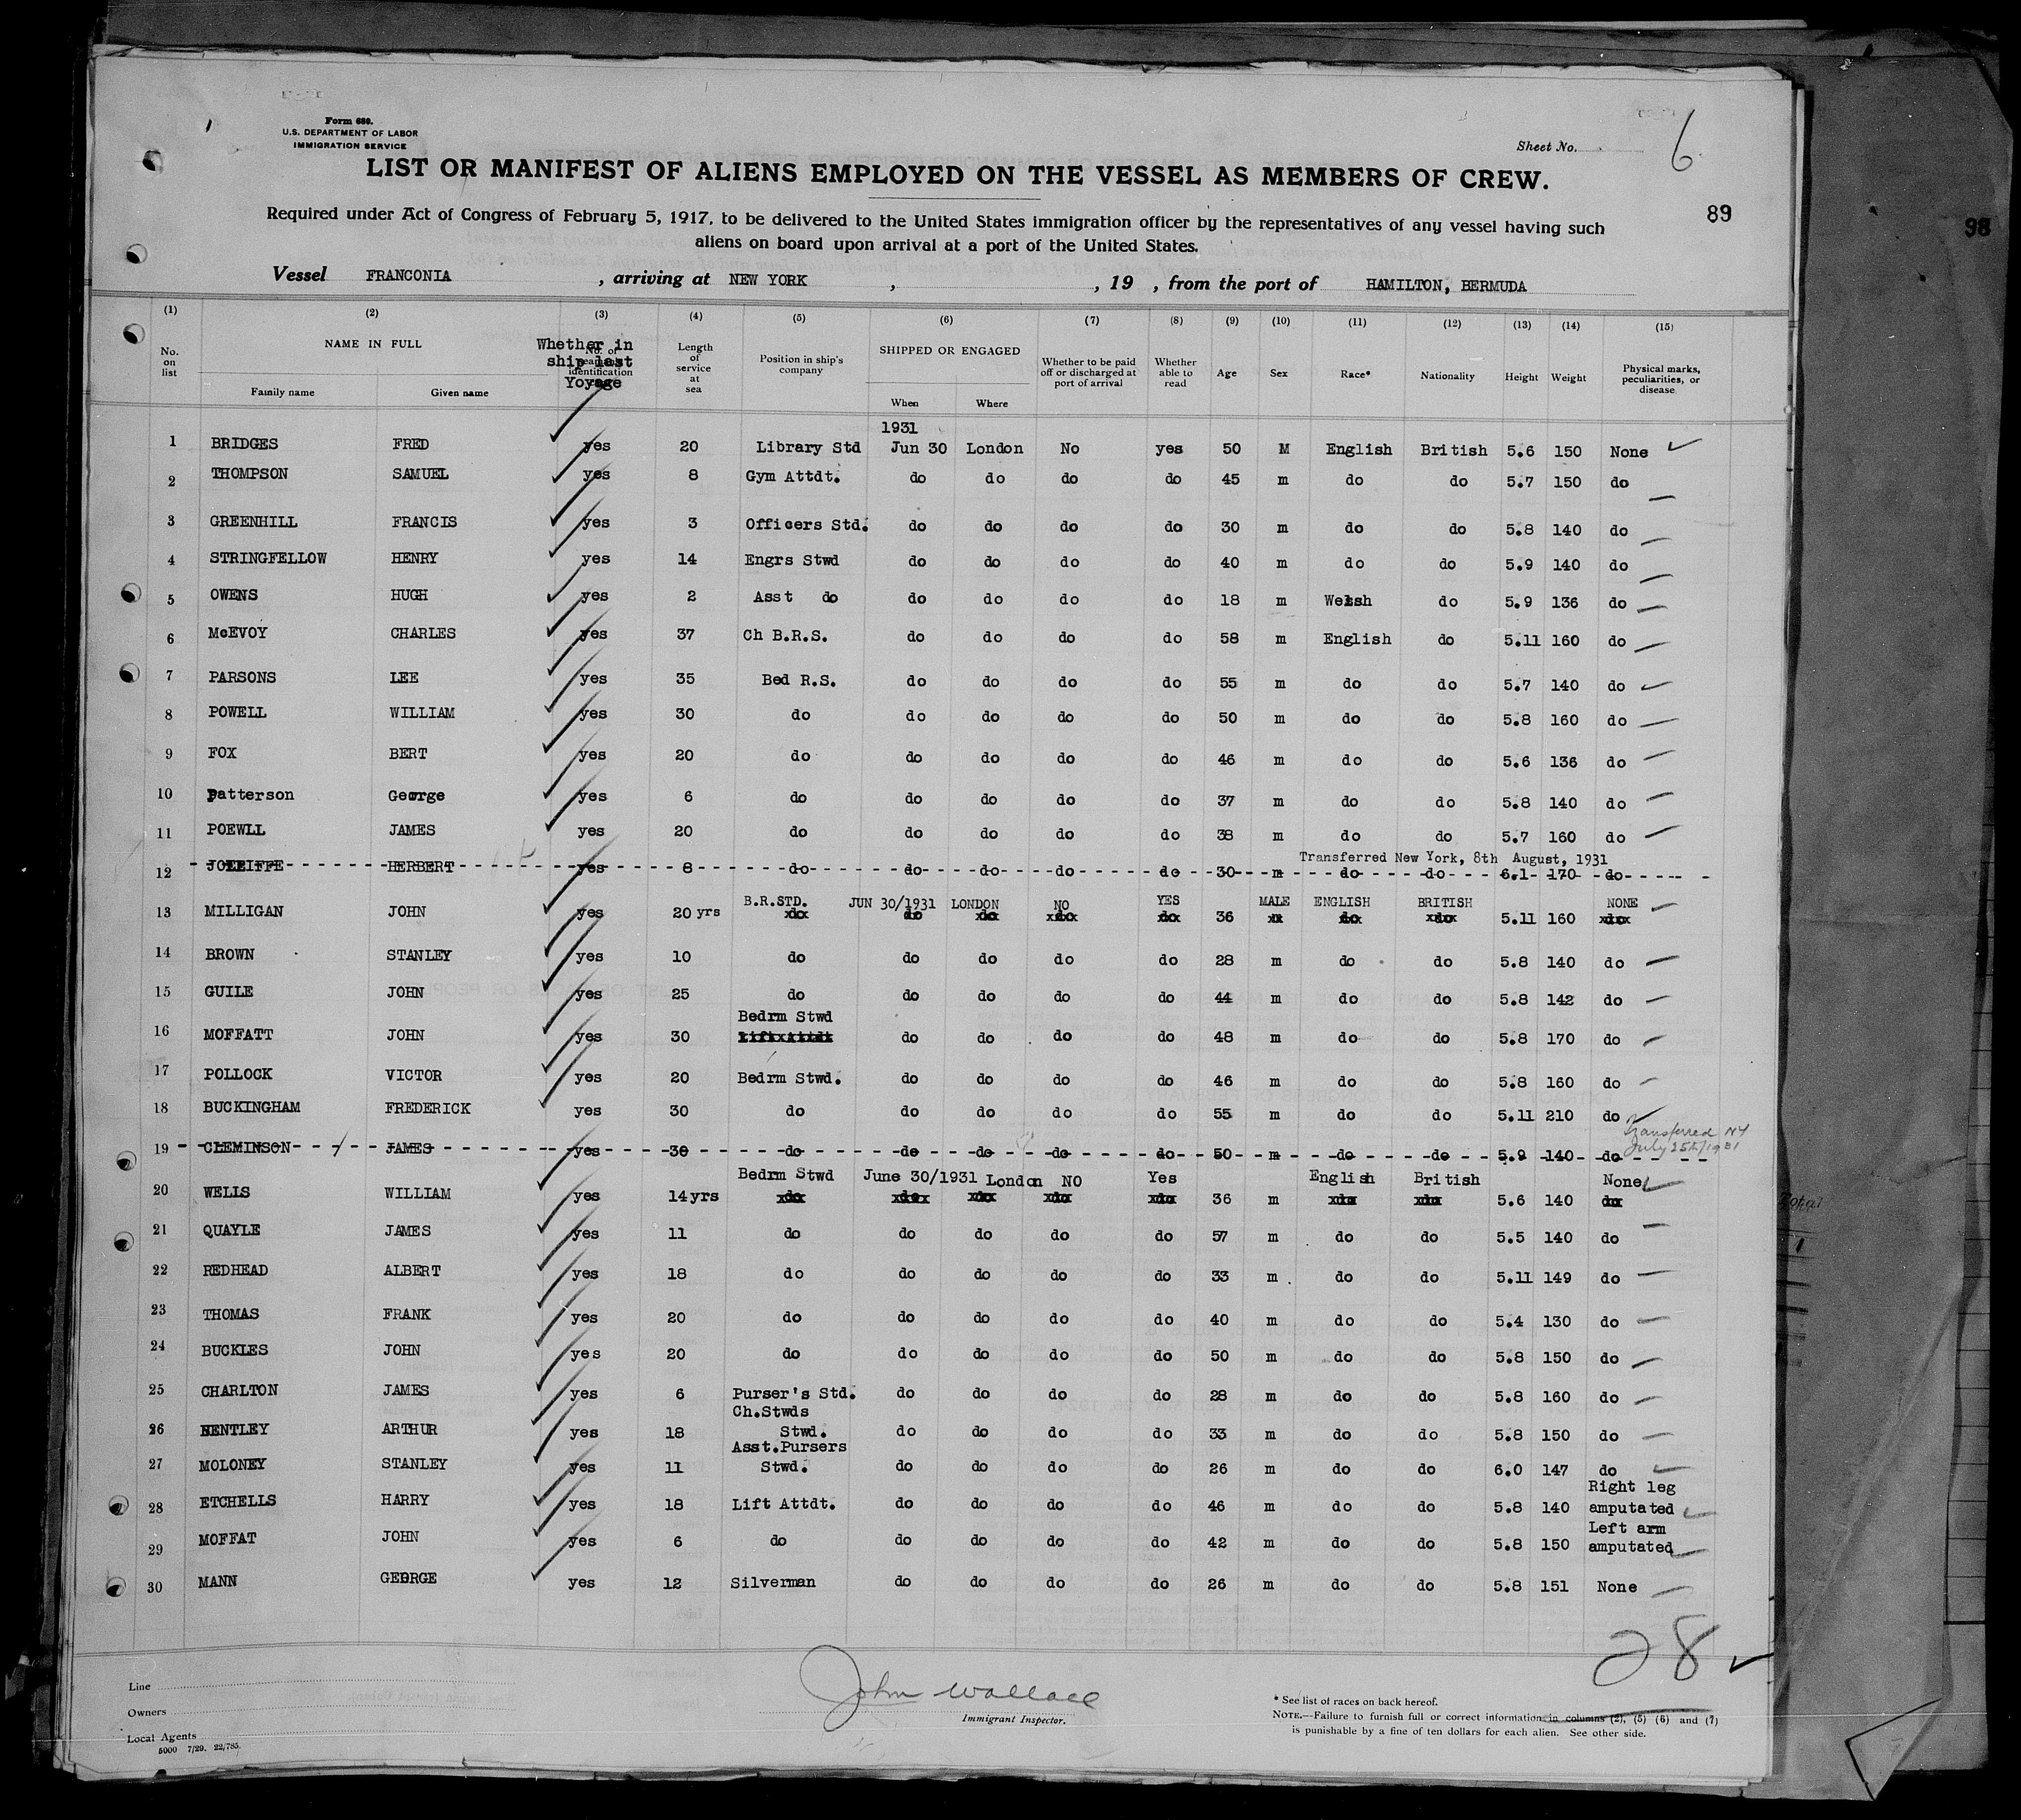 Form 680.
U.S. DEPARTMENT OF LABOR
IMMIGRATION SERVICE
Sheet No. 6
LIST OR MANIFEST OF ALIENS EMPLOYED ON THE VESSEL AS MEMBERS OF CREW.
89
Required under Act of Congress of February 5, 1917, to be delivered to the United States immigration officer by the representatives of any vessel having such
aliens on board upon arrival at a port of the United States.
98
Vessel FRANCONIA , arriving at NEW YORK , , 19 , from the port of HAMILTON, BERMUDA
(1) (2) (3) (4) (5) (6) (7) (8) (9) (10) (11) (12) (13) (14) (15)
No. on list NAME IN FULL Family name Given name Whether in ship last Voyage Length of service at sea Position in ship's company SHIPPED OR ENGAGED When Where Whether to be paid off or discharged at port of arrival Whether able to read Age Sex Race* Nationality Height Weight Physical marks, peculiarities, or disease
1931
1 BRIDGES FRED yes 20 Library Std Jun 30 London No yes 50 M English British 5.6 150 None
2 THOMPSON SAMUEL yes 8 Gym Attdt. do do do do 45 m do do 5.7 150 do
3 GREENHILL FRANCIS yes 3 Officers Std. do do do do 30 m do do 5.8 140 do
4 STRINGFELLOW HENRY yes 14 Engrs Stwd do do do do 40 m do do 5.9 140 do
5 OWENS HUGH yes 2 Asst do do do do do 18 m Welsh do 5.9 136 do
6 McEVOY CHARLES yes 37 Ch B.R.S. do do do do 58 m English do 5.11 160 do
7 PARSONS LEE yes 35 Bed R.S. do do do do 55 m do do 5.7 140 do
8 POWELL WILLIAM yes 30 do do do do do 50 m do do 5.8 160 do
9 FOX BERT yes 20 do do do do do 46 m do do 5.6 136 do
10 Patterson George yes 6 do do do do do 37 m do do 5.8 140 do
11 POEWLL JAMES yes 20 do do do do do 38 m do do 5.7 160 do
Transferred New York, 8th August, 1931
12 JOLLIFFE HERBERT yes 8 do do do do do 30 m do do 6.1 170 do
B.R.STD. JUN 30/1931 LONDON NO YES MALE ENGLISH BRITISH NONE
13 MILLIGAN JOHN yes 20 yrs do do do do do 36 m do do 5.11 160 do
14 BROWN STANLEY yes 10 do do do do do 28 m do do 5.8 140 do
15 GUILE JOHN yes 25 do do do do do 44 m do do 5.8 142 do
Bedrm Stwd
16 MOFFATT JOHN yes 30 Lift Attdt do do do do 48 m do do 5.8 170 do
17 POLLOCK VICTOR yes 20 Bedrm Stwd. do do do do 46 m do do 5.8 160 do
18 BUCKINGHAM FREDERICK yes 30 do do do do do 55 m do do 5.11 210 do
Transferred NY
July 25th/1931
19 CLEMINSON JAMES yes 30 do do do do do 50 m do do 5.9 140 do
Bedrm Stwd June 30/1931 London NO Yes English British None
20 WELLS WILLIAM yes 14 yrs do do do do do 36 m do do 5.6 140 do
Total
21 QUAYLE JAMES yes 11 do do do do do 57 m do do 5.5 140 do
22 REDHEAD ALBERT yes 18 do do do do do 33 m do do 5.11 149 do
23 THOMAS FRANK yes 20 do do do do do 40 m do do 5.4 130 do
24 BUCKLES JOHN yes 20 do do do do do 50 m do do 5.8 150 do
25 CHARLTON JAMES yes 6 Purser's Std. do do do do 28 m do do 5.8 160 do
Ch.Stwds
26 BENTLEY ARTHUR yes 18 Stwd. do do do do 33 m do do 5.8 150 do
Asst.Pursers
27 MOLONEY STANLEY yes 11 Stwd. do do do do 26 m do do 6.0 147 do
Right leg
28 ETCHELLS HARRY yes 18 Lift Attdt. do do do do 46 m do do 5.8 140 amputated
Left arm
29 MOFFAT JOHN yes 6 do do do do do 42 m do do 5.8 150 amputated
30 MANN GEORGE yes 12 Silverman do do do do 26 m do do 5.8 151 None
28
Line
Owners
Local Agents
5000 7/29. 22/785.
John Wallace
Immigrant Inspector.
* See list of races on back hereof.
NOTE.—Failure to furnish full or correct information in columns (2), (5) (6) and (7)
is punishable by a fine of ten dollars for each alien. See other side.